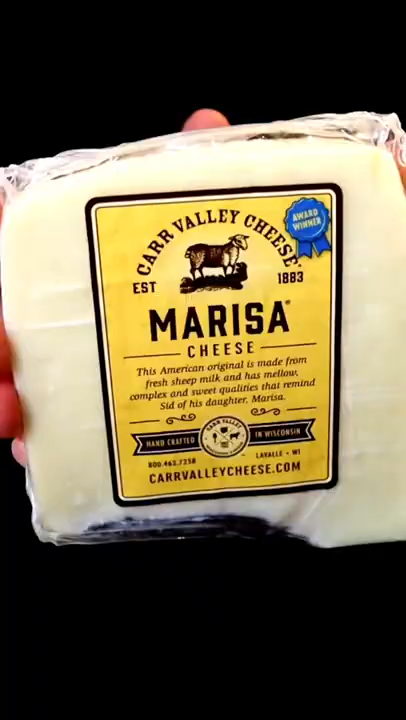 CARR VALLEY CHEESE®
AWARD
WINNER
EST 1883
MARISA®
CHEESE
This American original is made from
fresh sheep milk and has mellow,
complex and sweet qualities that remind
Sid of his daughter, Marisa.
HAND CRAFTED CARR VALLEY IN WISCONSIN
800.462.7258 LAVALLE • WI
CARRVALLEYCHEESE.COM